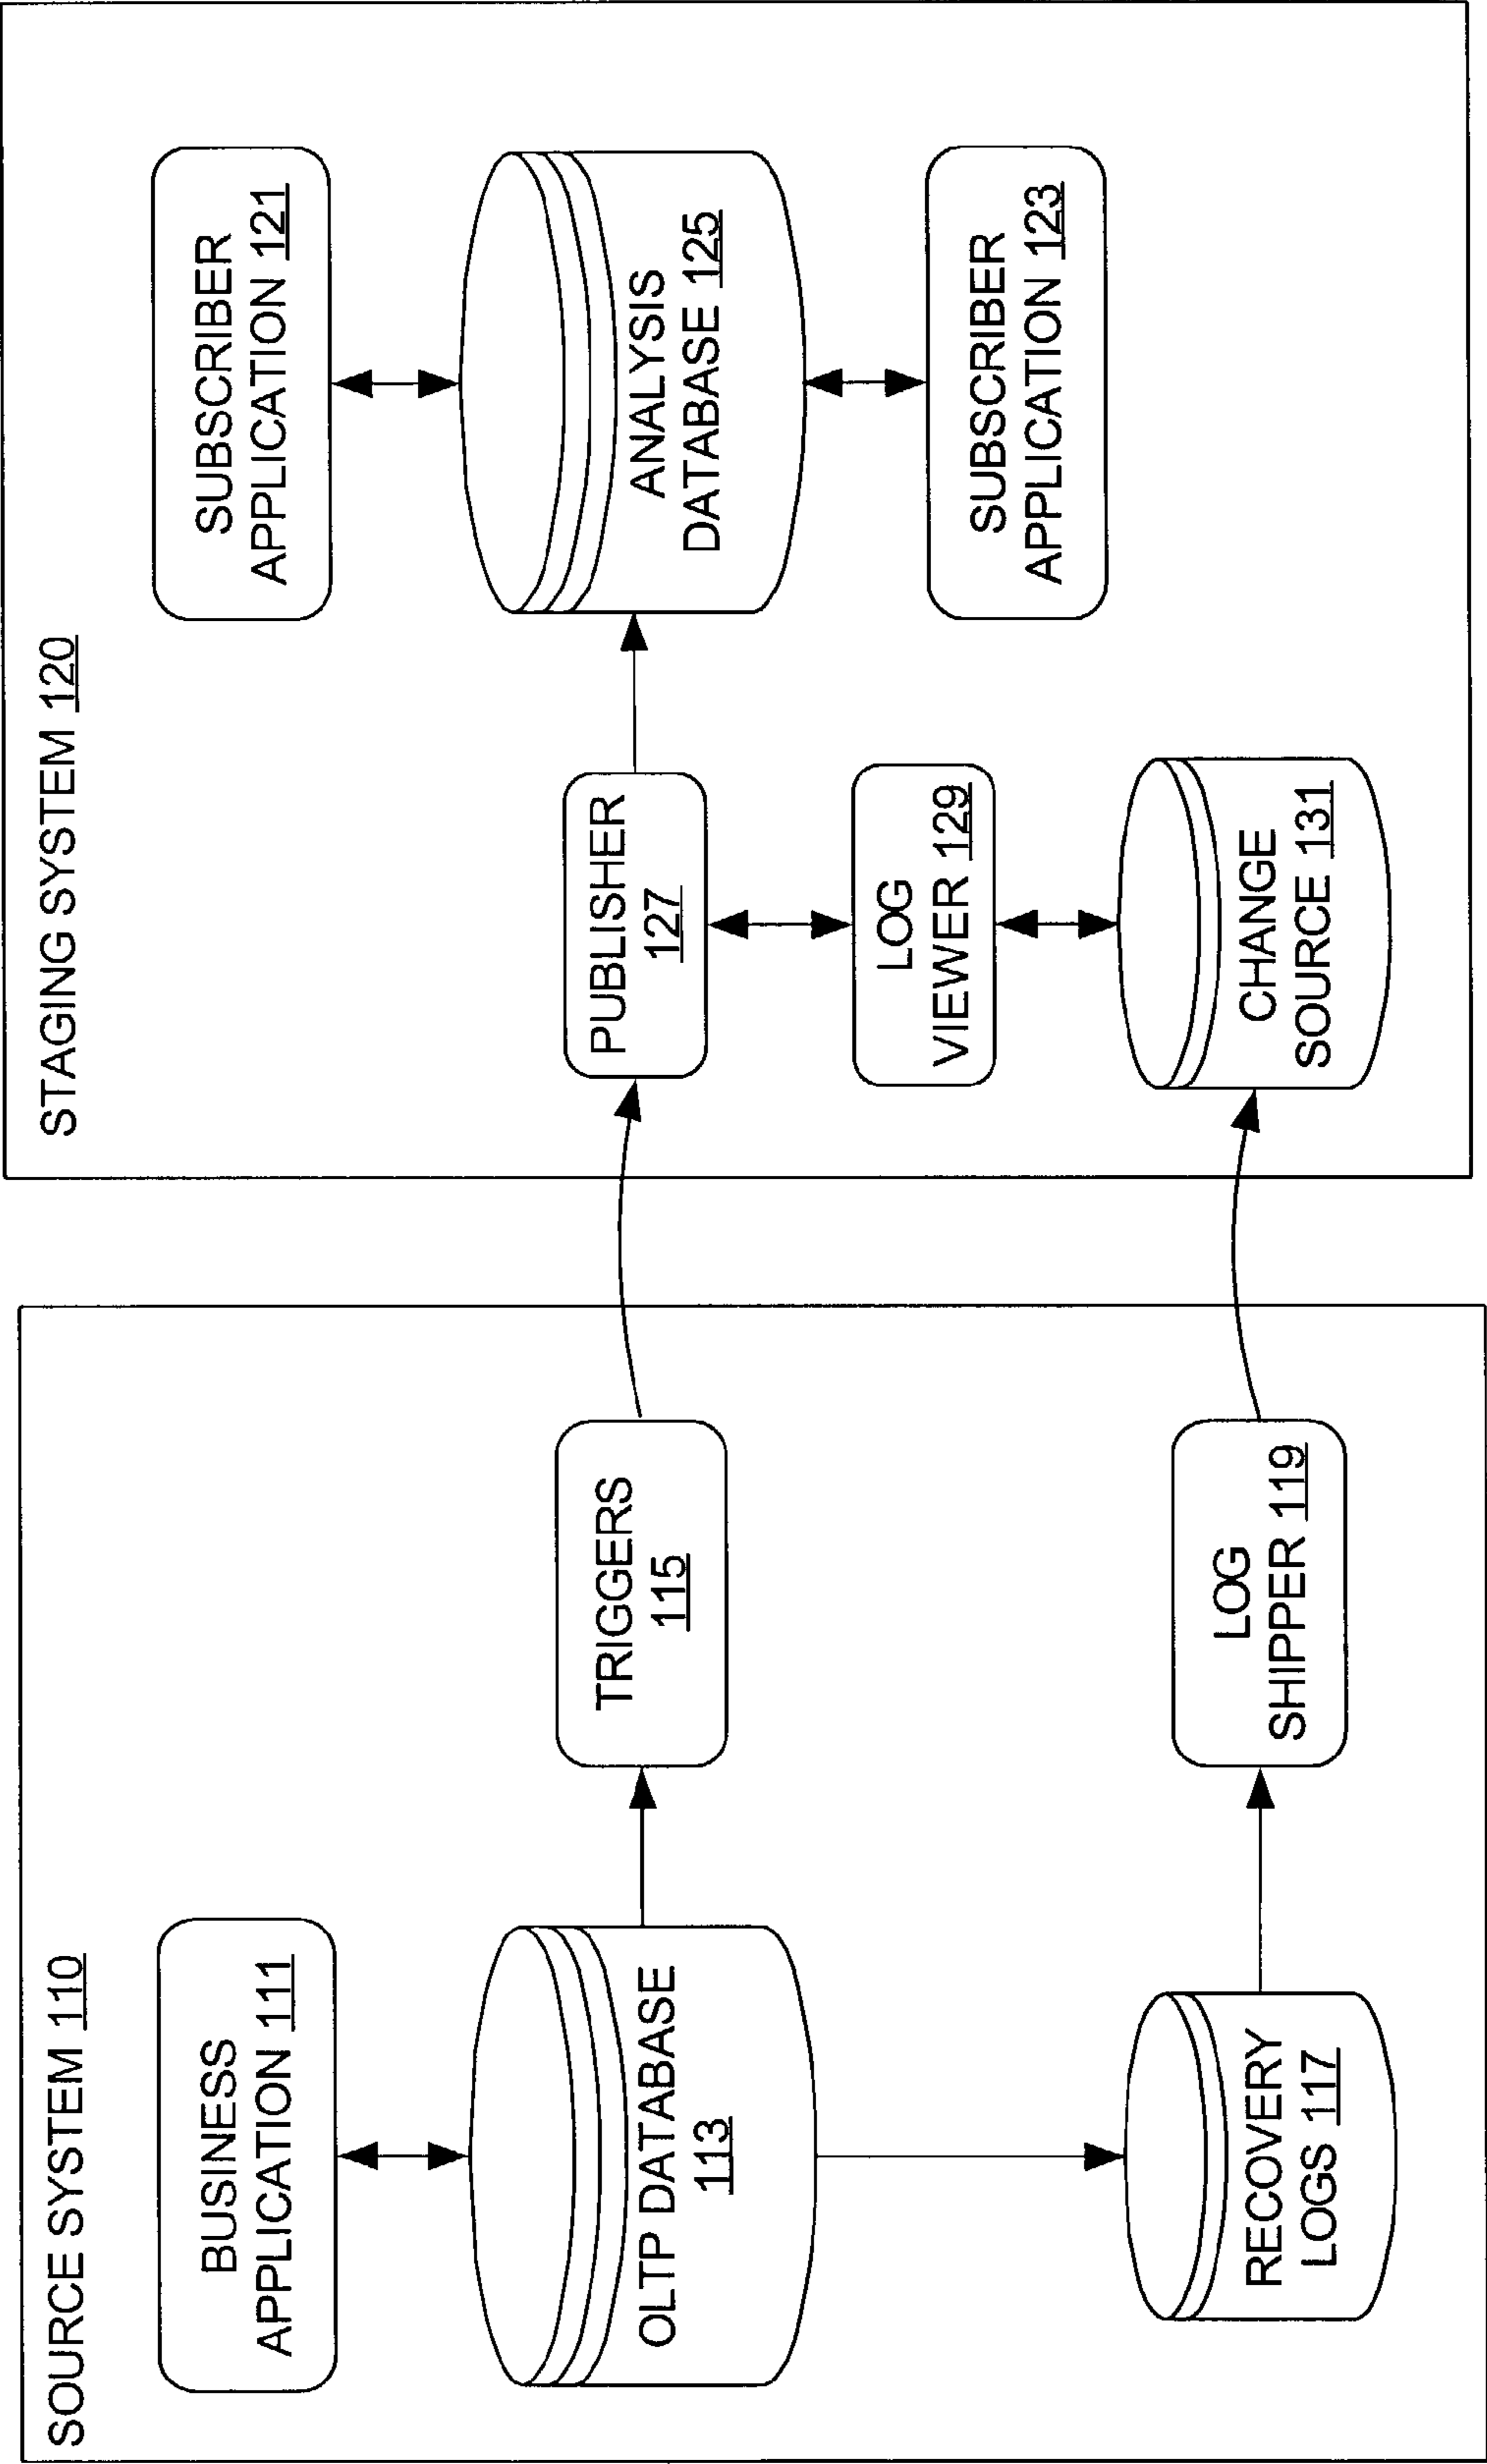 SOURCE SYSTEM 110
BUSINESS
APPLICATION 111
OLTP DATABASE
113
TRIGGERS
115
RECOVERY
LOGS 117
LOG
SHIPPER 119
STAGING SYSTEM 120
SUBSCRIBER
APPLICATION 121
PUBLISHER
127
ANALYSIS
DATABASE 125
LOG
VIEWER 129
SUBSCRIBER
APPLICATION 123
CHANGE
SOURCE 131